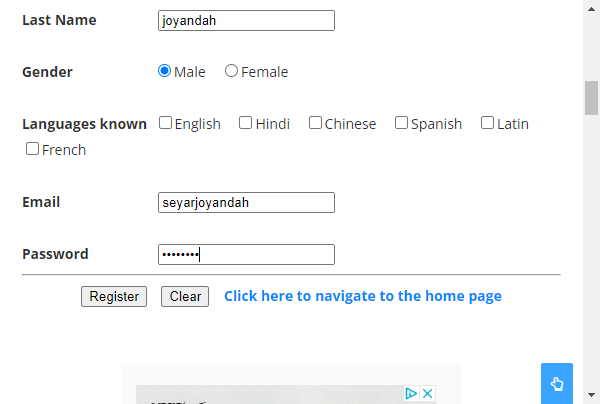 Last Name joyandah
Gender Male Female
Languages known English Hindi Chinese Spanish Latin
French
Email seyarjoyandah
Password ••••••••
Register Clear Click here to navigate to the home page